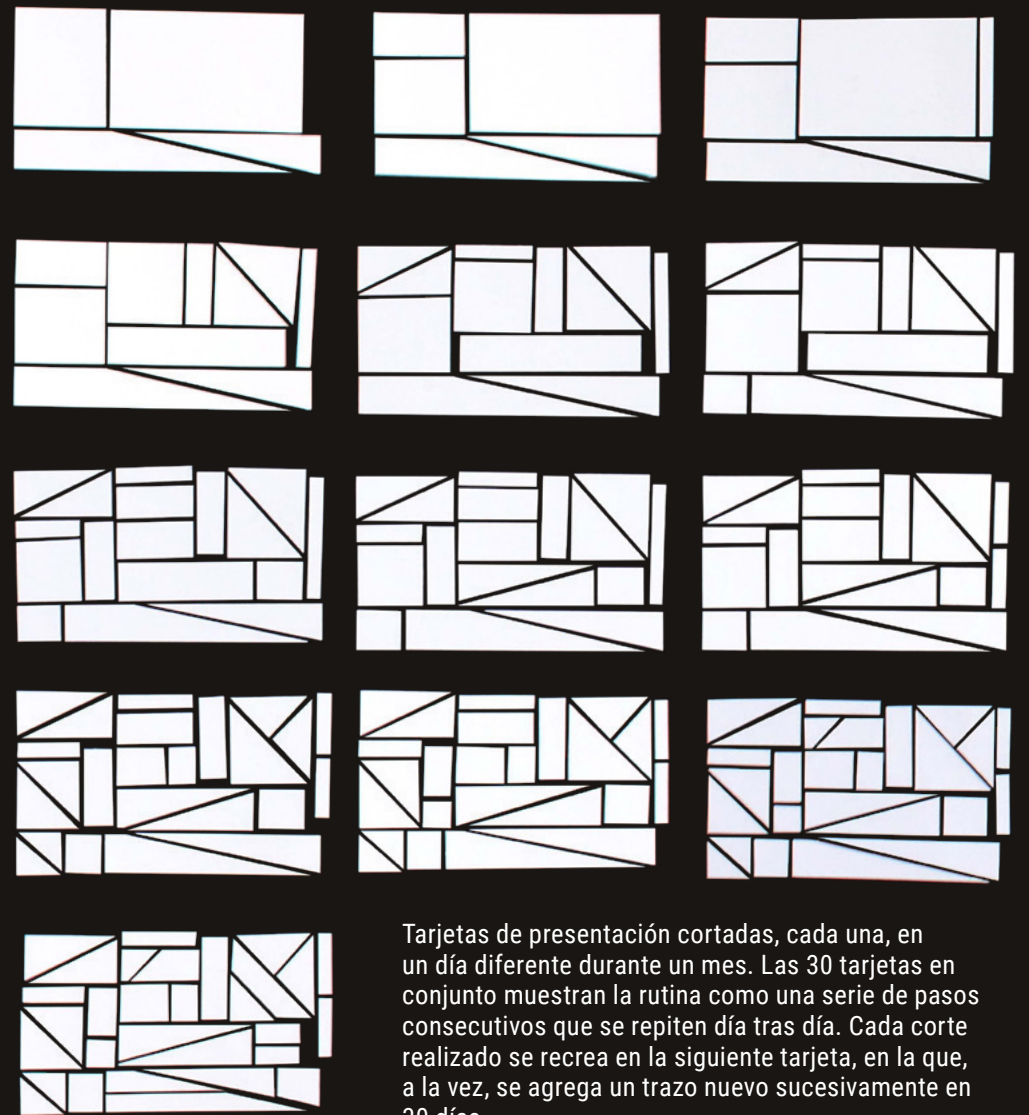 Tarjetas de presentación cortadas, cada una, en
un día diferente durante un mes. Las 30 tarjetas en
conjunto muestran la rutina como una serie de pasos
consecutivos que se repiten día tras día. Cada corte
realizado se recrea en la siguiente tarjeta, en la que,
a la vez, se agrega un trazo nuevo sucesivamente en
días